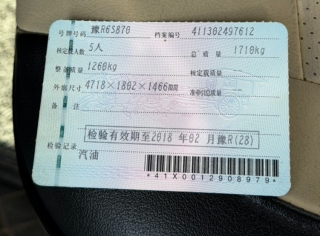 号牌号码 豫R65870 档案编号 411302497612
核定载人数 5人 总质量 1710kg
整备质量 1260kg 核定载质量 --
外廓尺寸 4718×1802×1466mm 准牵引总质量 --
备注
检验有效期至2018年02月豫R(28)
检验记录
汽油
*41X0012908979*